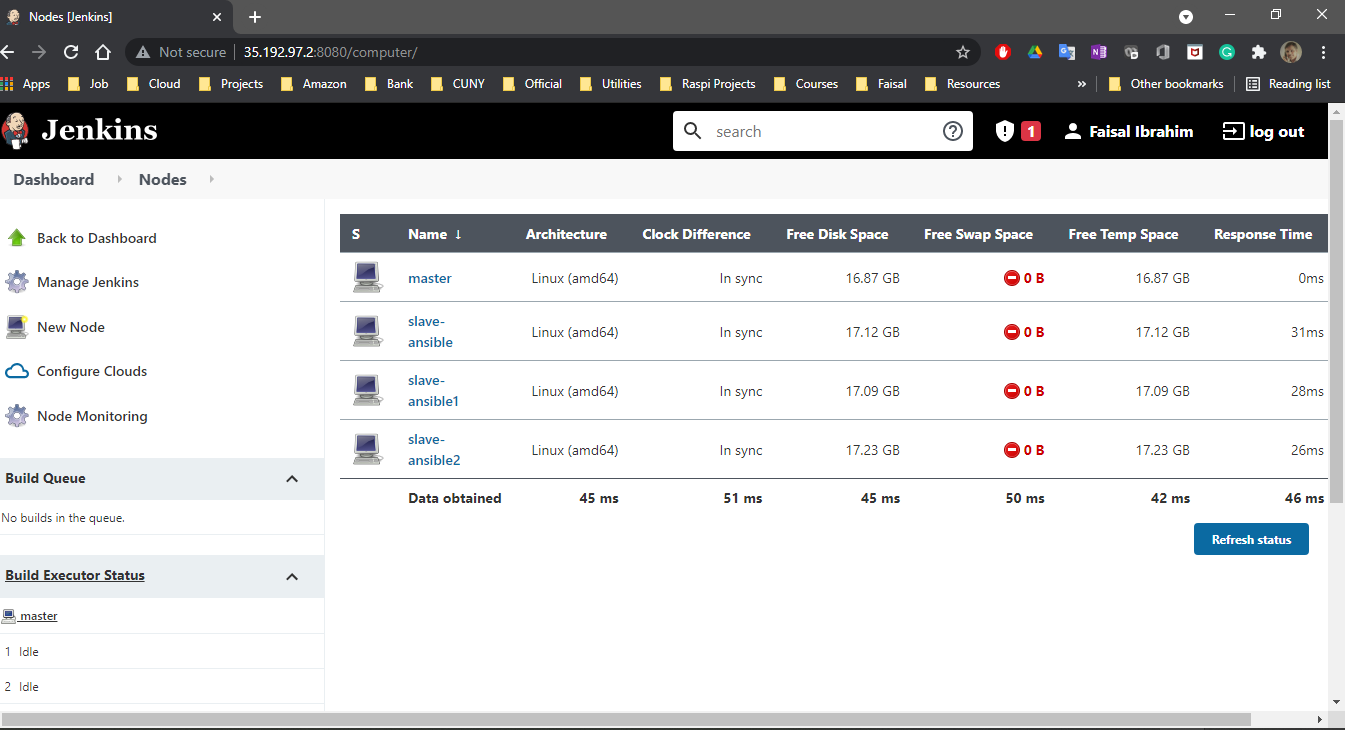 Nodes [Jenkins]
Not secure 35.192.97.2:8080/computer/
Apps Job Cloud Projects Amazon Bank CUNY Official Utilities Raspi Projects Courses Faisal Resources » Other bookmarks Reading list
Jenkins search 1 Faisal Ibrahim log out
Dashboard Nodes
Back to Dashboard
Manage Jenkins
New Node
Configure Clouds
Node Monitoring
Build Queue
No builds in the queue.
Build Executor Status
master
1 Idle
2 Idle
S Name ↓ Architecture Clock Difference Free Disk Space Free Swap Space Free Temp Space Response Time
master Linux (amd64) In sync 16.87 GB 0 B 16.87 GB 0ms
slave-
ansible Linux (amd64) In sync 17.12 GB 0 B 17.12 GB 31ms
slave-
ansible1 Linux (amd64) In sync 17.09 GB 0 B 17.09 GB 28ms
slave-
ansible2 Linux (amd64) In sync 17.23 GB 0 B 17.23 GB 26ms
Data obtained 45 ms 51 ms 45 ms 50 ms 42 ms 46 ms
Refresh status